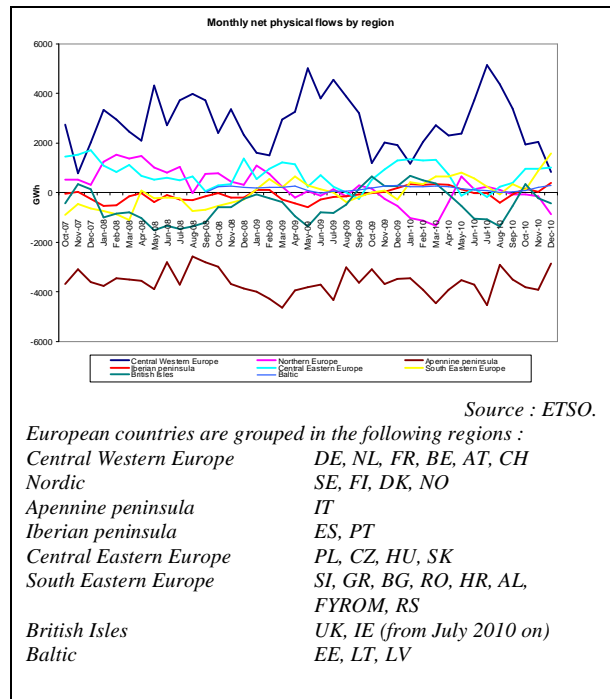 Monthly net physical flows by region
6000
4000
2000
0
-2000
-4000
-6000
GWh
Oct-07
Nov-07
Dec-07
Jan-08
Feb-08
Mar-08
Apr-08
May-08
Jun-08
Jul-08
Aug-08
Sep-08
Oct-08
Nov-08
Dec-08
Jan-09
Feb-09
Mar-09
Apr-09
May-09
Jun-09
Jul-09
Aug-09
Sep-09
Oct-09
Nov-09
Dec-09
Jan-10
Feb-10
Mar-10
Apr-10
May-10
Jun-10
Jul-10
Aug-10
Sep-10
Oct-10
Nov-10
Dec-10
Central Western Europe Northern Europe Apennine peninsula
Iberian peninsula Central Eastern Europe South Eastern Europe
British Isles Baltic
Source : ETSO.
European countries are grouped in the following regions :
Central Western Europe DE, NL, FR, BE, AT, CH
Nordic SE, FI, DK, NO
Apennine peninsula IT
Iberian peninsula ES, PT
Central Eastern Europe PL, CZ, HU, SK
South Eastern Europe SI, GR, BG, RO, HR, AL,
FYROM, RS
British Isles UK, IE (from July 2010 on)
Baltic EE, LT, LV